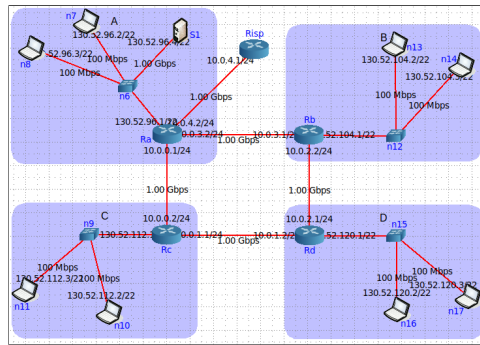 n7
A
S1
130.52.96.2/22
Risp
B
n13
n8
.52.96.3/22
10.0.4.1/24
130.52.104.2/22
n14
100 Mbps
100 Mbps
1.00 Gbps
100 Mbps
100 Mbps
n6
1.00 Gbps
130.52.96.1/22
10.0.4.2/24
Rb
Ra
.0.3.2/24
1.00 Gbps
10.0.3.1/24
.52.104.1/22
n12
10.0.0.1/24
10.0.2.2/24
1.00 Gbps
1.00 Gbps
n9
C
10.0.0.2/24
10.0.2.1/24
D
n15
130.52.112.
Rc
.0.1.1/24
1.00 Gbps
10.0.1.2/24
Rd
.52.120.1/22
100 Mbps
100 Mbps
100 Mbps
100 Mbps
130.52.112.3/22
130.52.112.2/22
130.52.120.2/22
130.52.120.3/22
n11
n10
n16
n17